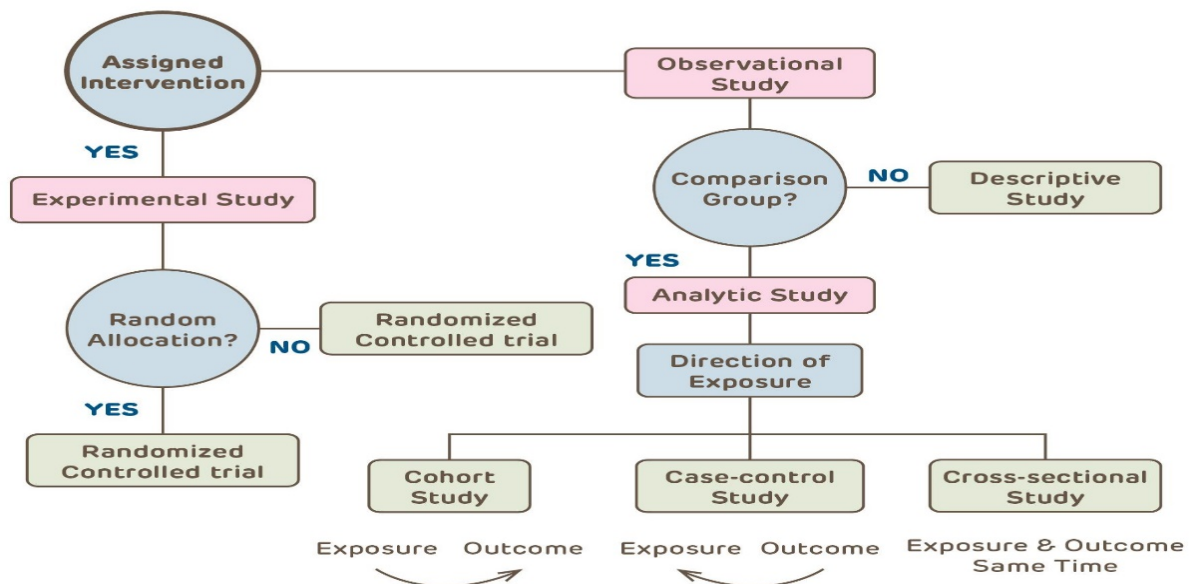 Assigned
Intervention
Observational
Study
YES
Experimental Study
Comparison
Group?
NO
Descriptive
Study
YES
Analytic Study
Random
Allocation?
NO
Randomized
Controlled trial
Direction of
Exposure
YES
Randomized
Controlled trial
Cohort
Study
Case-control
Study
Cross-sectional
Study
Exposure Outcome
Exposure Outcome
Exposure & Outcome
Same Time